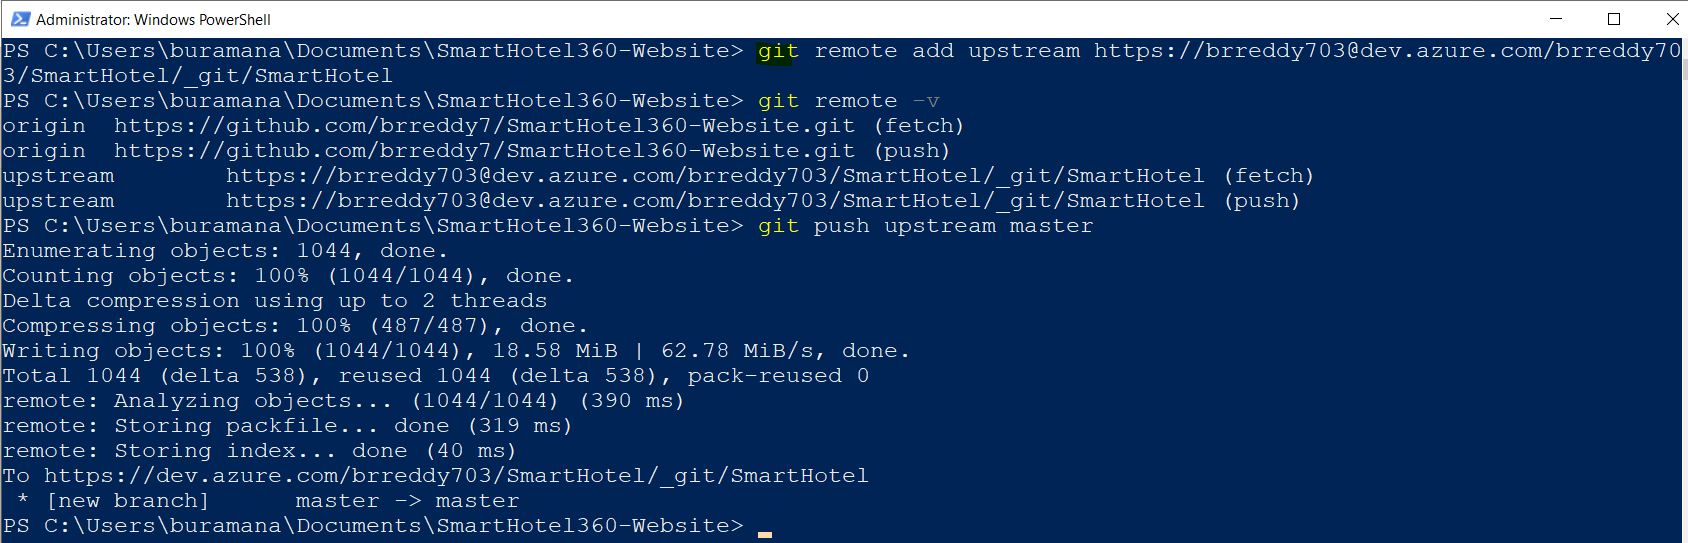 Administrator: Windows PowerShell
PS C:\Users\buramana\Documents\SmartHotel360-Website> git remote add upstream https://brreddy703@dev.azure.com/brreddy70
3/SmartHotel/_git/SmartHotel
PS C:\Users\buramana\Documents\SmartHotel360-Website> git remote -v
origin  https://github.com/brreddy7/SmartHotel360-Website.git (fetch)
origin  https://github.com/brreddy7/SmartHotel360-Website.git (push)
upstream        https://brreddy703@dev.azure.com/brreddy703/SmartHotel/_git/SmartHotel (fetch)
upstream        https://brreddy703@dev.azure.com/brreddy703/SmartHotel/_git/SmartHotel (push)
PS C:\Users\buramana\Documents\SmartHotel360-Website> git push upstream master
Enumerating objects: 1044, done.
Counting objects: 100% (1044/1044), done.
Delta compression using up to 2 threads
Compressing objects: 100% (487/487), done.
Writing objects: 100% (1044/1044), 18.58 MiB | 62.78 MiB/s, done.
Total 1044 (delta 538), reused 1044 (delta 538), pack-reused 0
remote: Analyzing objects... (1044/1044) (390 ms)
remote: Storing packfile... done (319 ms)
remote: Storing index... done (40 ms)
To https://dev.azure.com/brreddy703/SmartHotel/_git/SmartHotel
 * [new branch]      master -> master
PS C:\Users\buramana\Documents\SmartHotel360-Website>